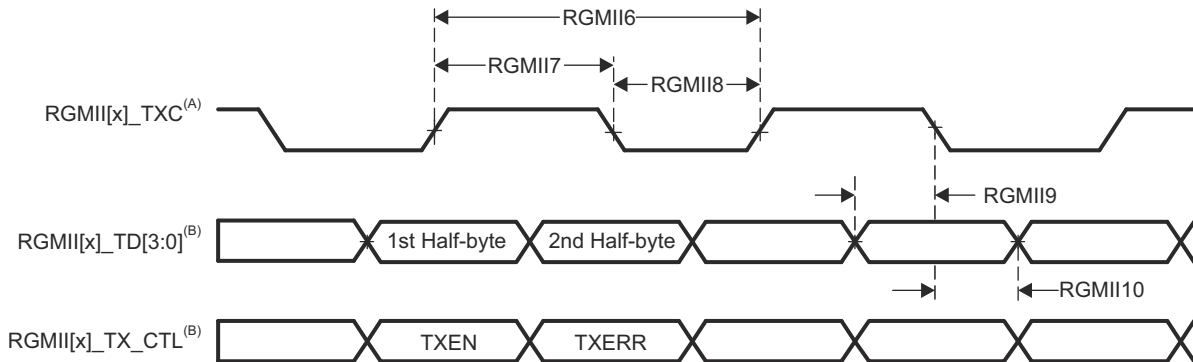 RGMII6
RGMII7
RGMII8
RGMII[x]_TXC(A)
RGMII9
RGMII[x]_TD[3:0](B)
1st Half-byte
2nd Half-byte
RGMII10
RGMII[x]_TX_CTL(B)
TXEN
TXERR